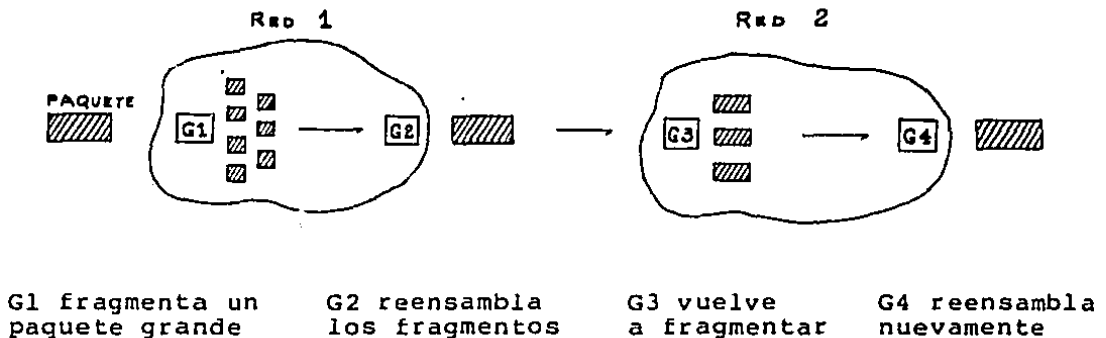 RED 1
RED 2
PAQUETE
G1
G2
G3
G4
G1 fragmenta un
paquete grande
G2 reensambla
los fragmentos
G3 vuelve
a fragmentar
G4 reensambla
nuevamente